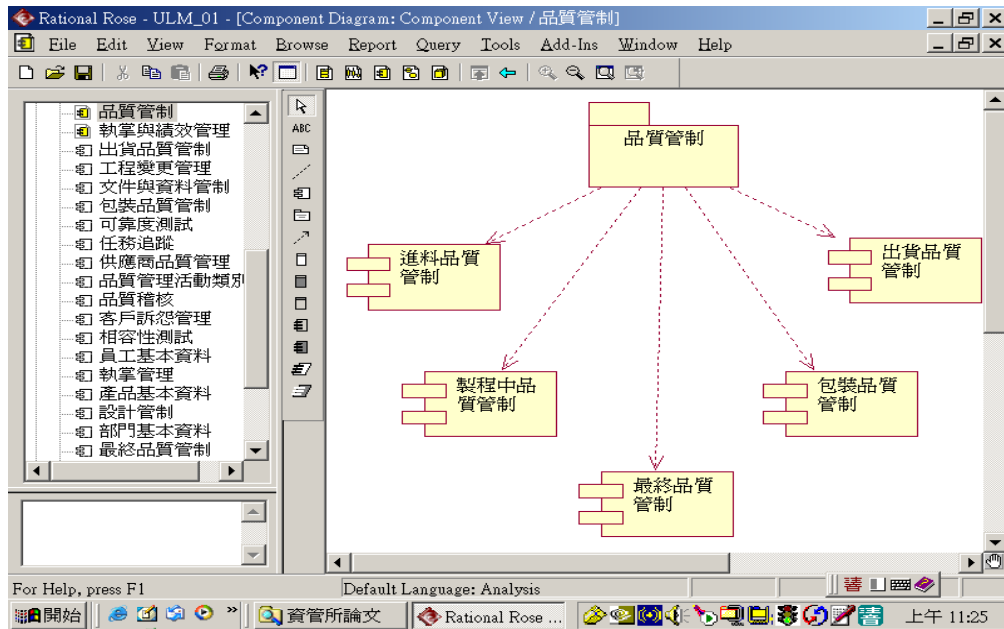 Rational Rose - ULM_01 - [Component Diagram: Component View / 品質管制]
File Edit View Format Browse Report Query Tools Add-Ins Window Help
品質管制
執掌與績效管理
出貨品質管制
工程變更管理
文件與資料管制
包裝品質管制
可靠度測試
任務追蹤
供應商品質管理
品質管理活動類別
品質稽核
客戶訴怨管理
相容性測試
員工基本資料
執掌管理
產品基本資料
設計管制
部門基本資料
最終品質管制
ABC
品質管制
進料品質
管制
出貨品質
管制
製程中品
質管制
包裝品質
管制
最終品質
管制
For Help, press F1
Default Language: Analysis
開始
資管所論文
Rational Rose ...
上午 11:25